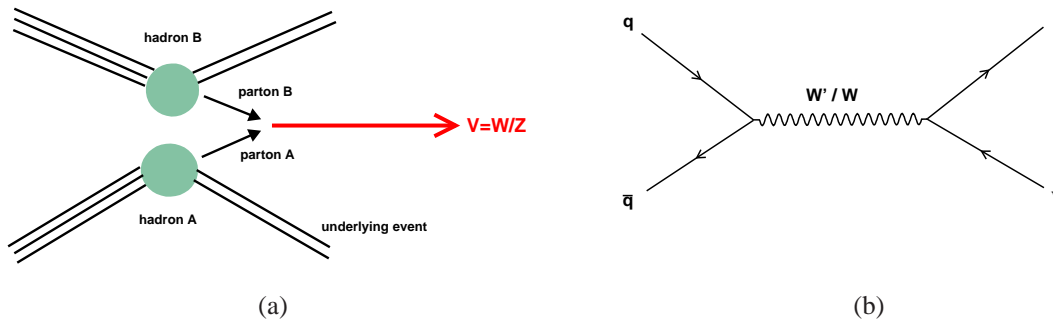 hadron B
parton B
V=W/Z
parton A
hadron A
underlying event
(a)
q
W’ / W
q̅
(b)